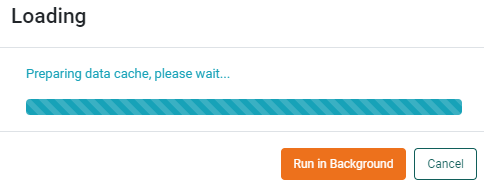 Loading
Preparing data cache, please wait...
Run in Background
Cancel